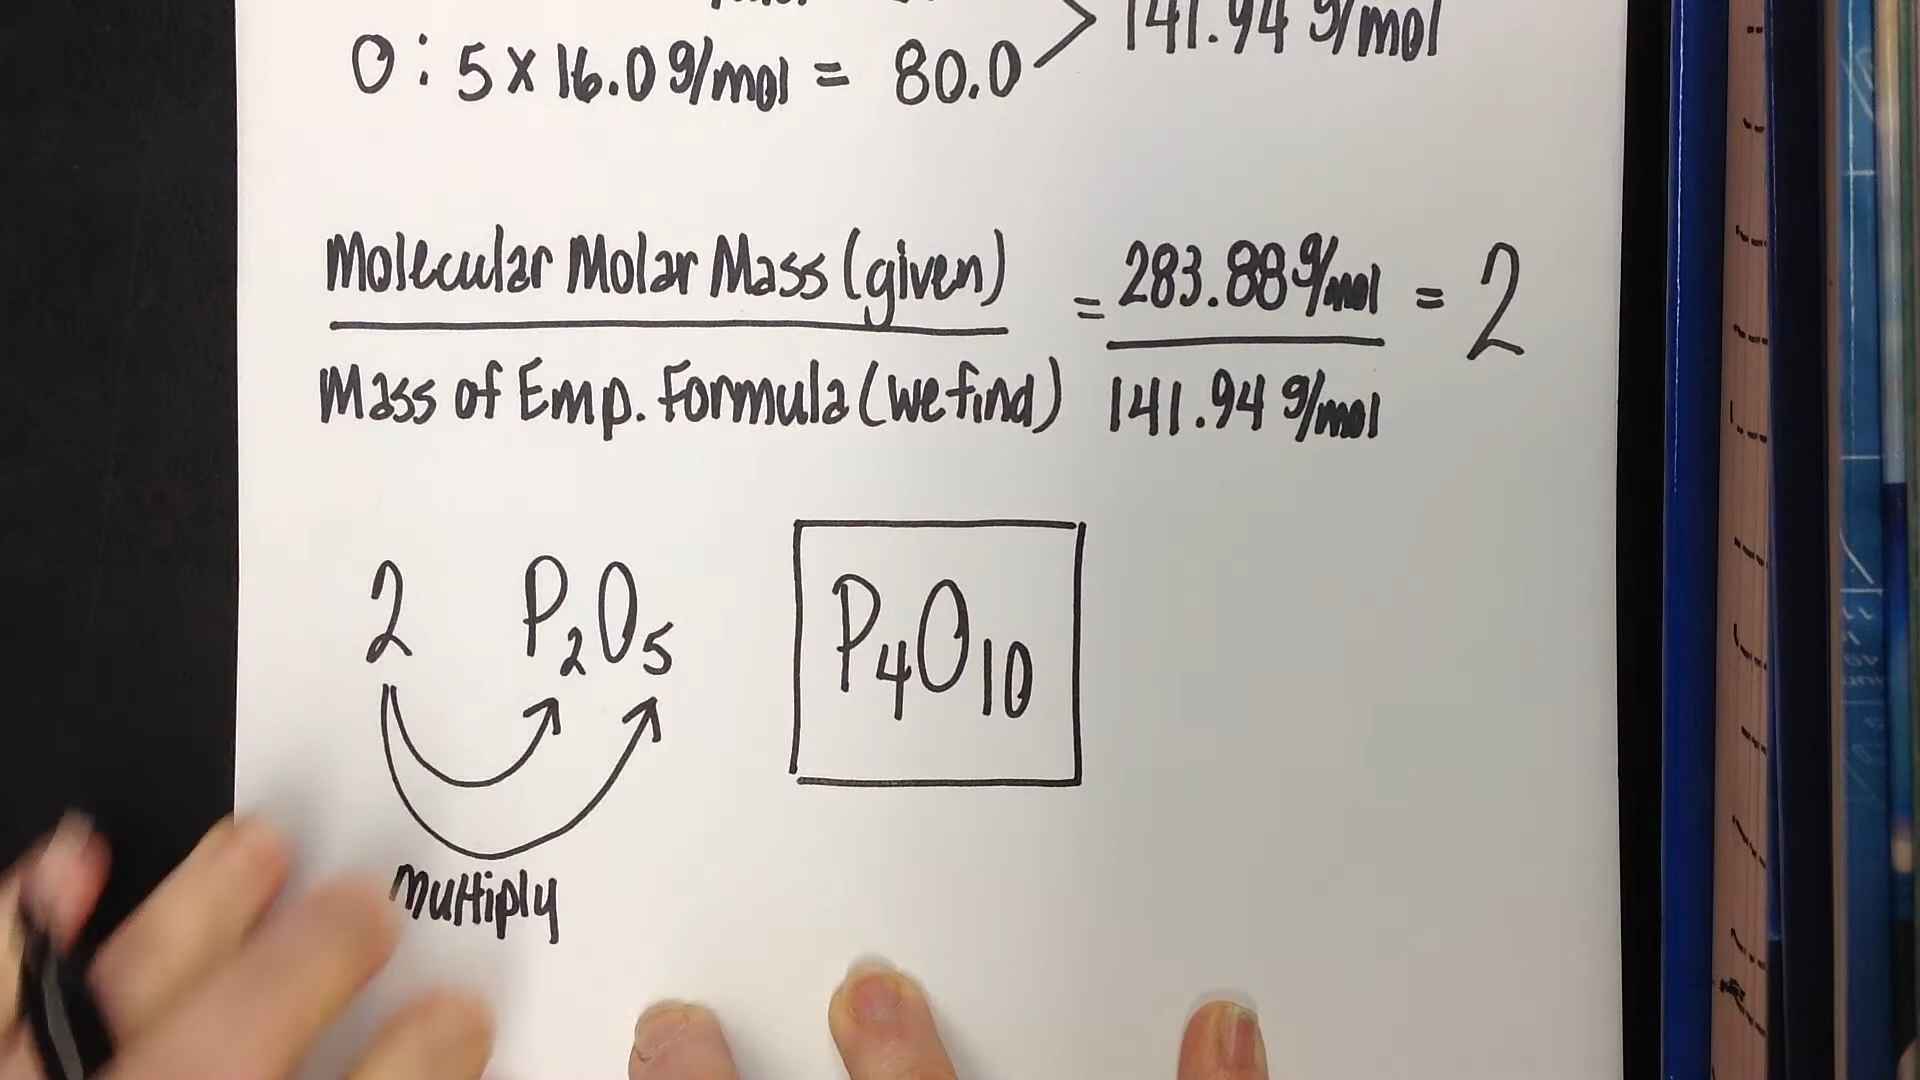 141.94 g/mol
O : 5 x 16.0 g/mol = 80.0 >
Molecular Molar Mass (given) = 283.88 g/mol = 2
Mass of Emp. Formula (we find) 141.94 g/mol
2 P₂O₅ P₄O₁₀
multiply